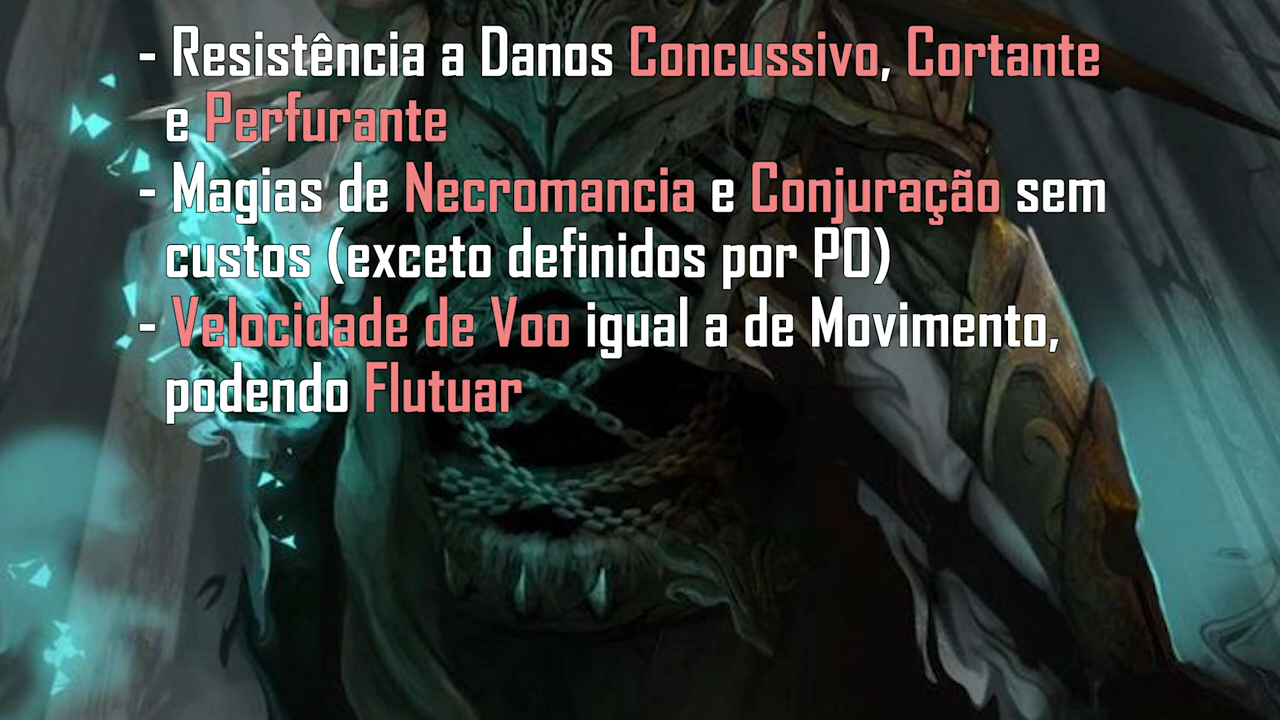 - Resistência a Danos Concussivo, Cortante
e Perfurante
- Magias de Necromancia e Conjuração sem
custos (exceto definidos por PO)
- Velocidade de Voo igual a de Movimento,
podendo Flutuar